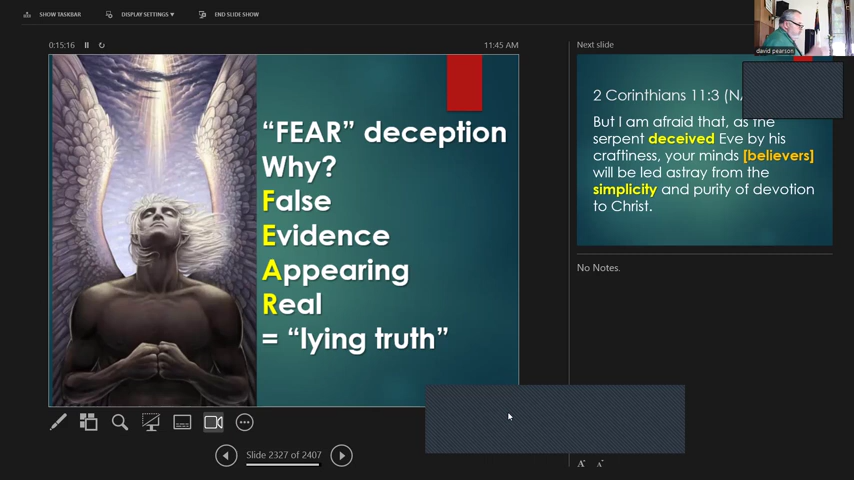 SHOW TASKBAR DISPLAY SETTINGS ▾ END SLIDE SHOW
0:15:16 11:45 AM
“FEAR” deception
Why?
False
Evidence
Appearing
Real
= “lying truth”
Slide 2327 of 2407
Next slide
2 Corinthians 11:3
But I am afraid that, as the
serpent deceived Eve by his
craftiness, your minds [believers]
will be led astray from the
simplicity and purity of devotion
to Christ.
No Notes.
A A
david pearson